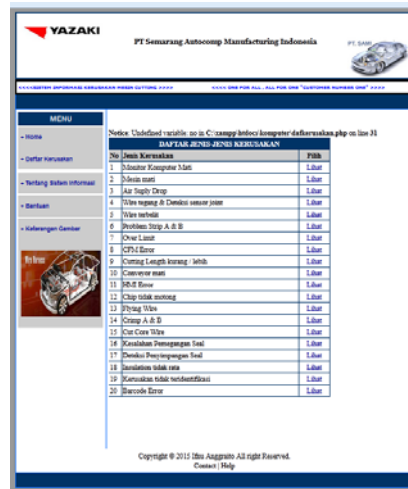 YAZAKI
PT Semarang Autocomp Manufacturing Indonesia
PT. SAMI
<<<<SISTEM INFORMASI KERUSAKAN MESIN CUTTING >>>>
<<<< ONE FOR ALL , ALL FOR ONE "CUSTOMER NUMBER ONE" >>>>
MENU
- Home
- Daftar Kerusakan
- Tentang Sistem Informasi
- Bantuan
- Keterangan Gambar
Notice: Undefined variable: no in C:\xampp\htdocs\komputer\dafkerusakan.php on line 31
DAFTAR JENIS-JENIS KERUSAKAN
No Jenis Kerusakan Pilih
1 Monitor Komputer Mati Lihat
2 Mesin mati Lihat
3 Air Suply Drop Lihat
4 Wire tegang & Deteksi sensor joint Lihat
5 Wire terbelit Lihat
6 Problem Strip A & B Lihat
7 Over Limit Lihat
8 CFM Error Lihat
9 Cutting Length kurang / lebih Lihat
10 Conveyor mati Lihat
11 HMI Error Lihat
12 Chip tidak motong Lihat
13 Flying Wire Lihat
14 Crimp A & B Lihat
15 Cut Core Wire Lihat
16 Kesalahan Pemegangan Seal Lihat
17 Deteksi Penyimpangan Seal Lihat
18 Insulation tidak rata Lihat
19 Kerusakan tidak teridentifikasi Lihat
20 Barcode Error Lihat
Copyright © 2015 Anggraito All right Reserved.
Contact | Help